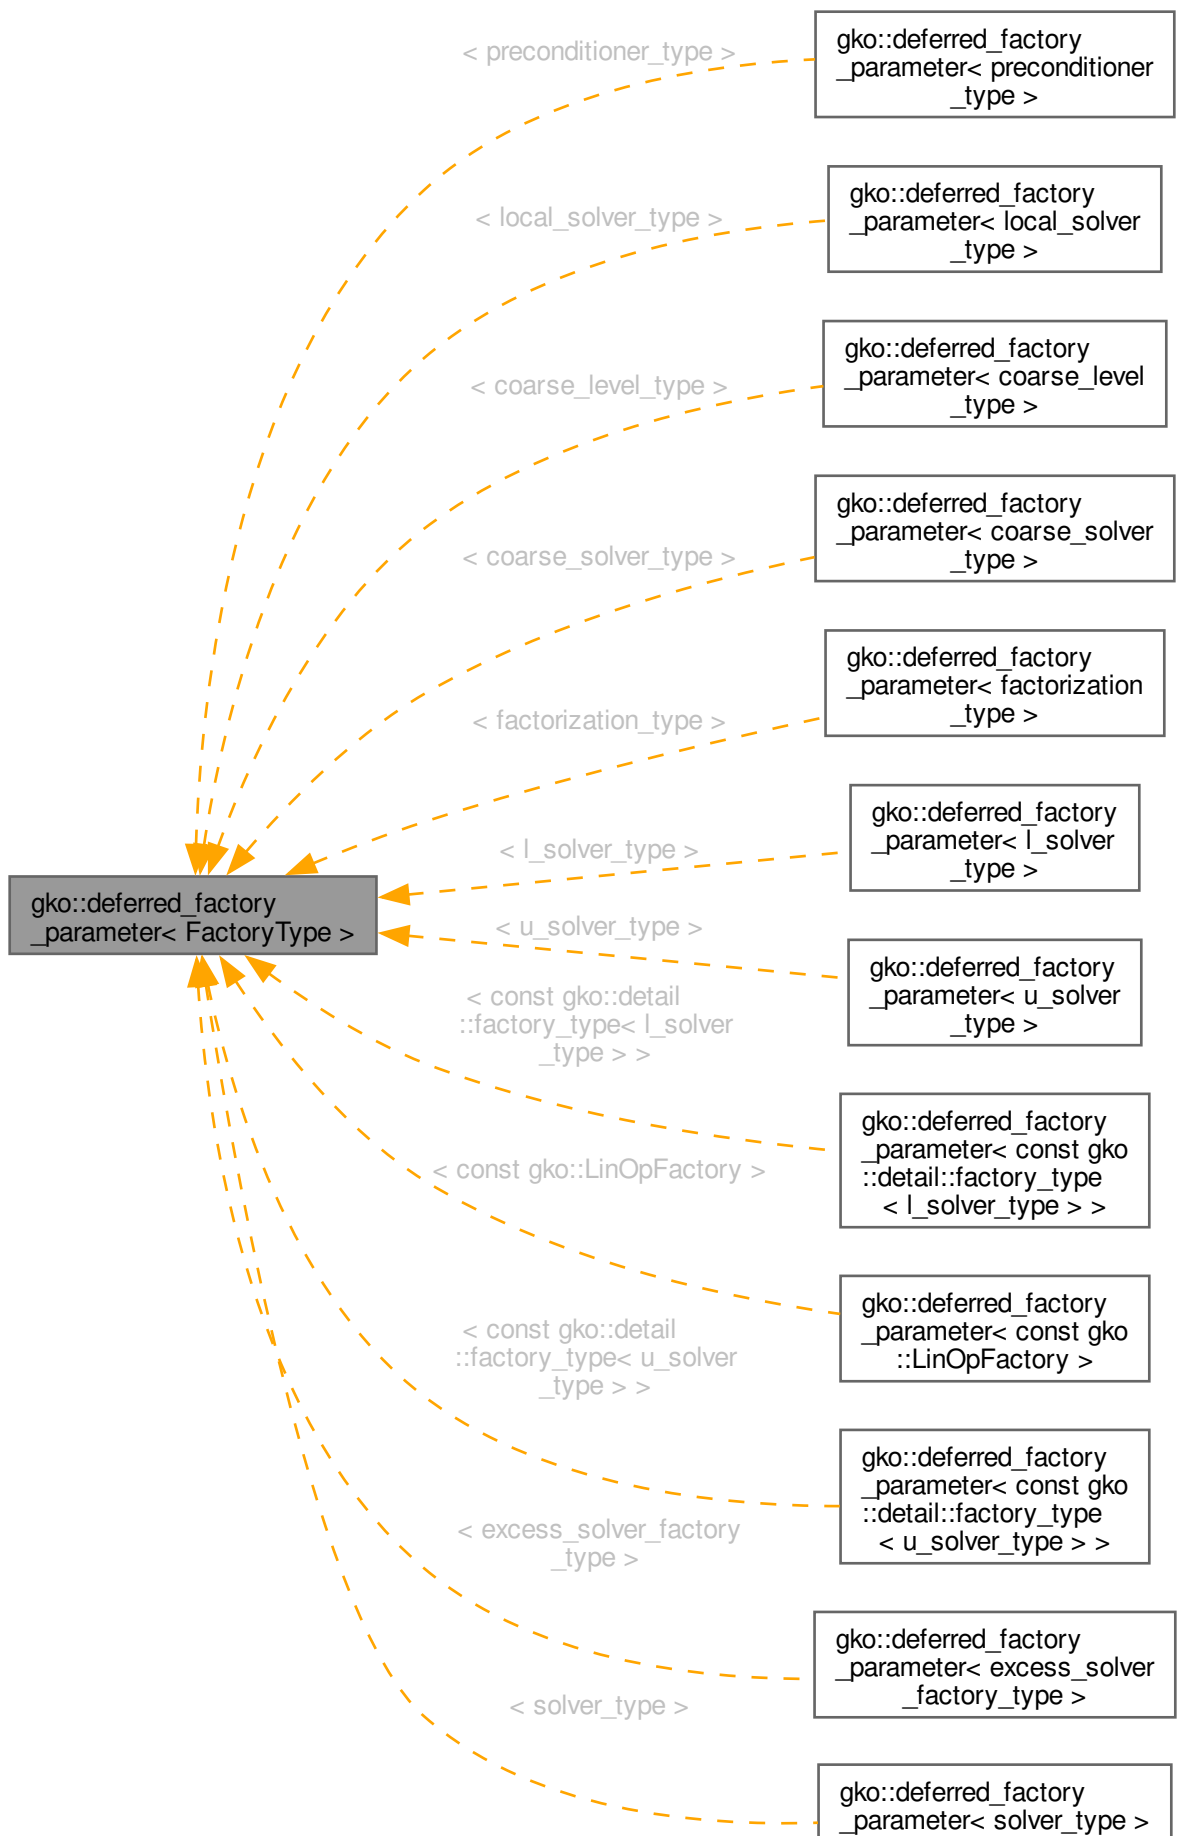 < preconditioner_type >
gko::deferred_factory
_parameter< preconditioner
_type >
< local_solver_type >
gko::deferred_factory
_parameter< local_solver
_type >
< coarse_level_type >
gko::deferred_factory
_parameter< coarse_level
_type >
< coarse_solver_type >
gko::deferred_factory
_parameter< coarse_solver
_type >
< factorization_type >
gko::deferred_factory
_parameter< factorization
_type >
< l_solver_type >
gko::deferred_factory
_parameter< l_solver
_type >
gko::deferred_factory
_parameter< FactoryType >
< u_solver_type >
gko::deferred_factory
_parameter< u_solver
_type >
< const gko::detail
::factory_type< l_solver
_type > >
gko::deferred_factory
_parameter< const gko
::detail::factory_type
< l_solver_type > >
< const gko::LinOpFactory >
gko::deferred_factory
_parameter< const gko
::LinOpFactory >
< const gko::detail
::factory_type< u_solver
_type > >
gko::deferred_factory
_parameter< const gko
::detail::factory_type
< u_solver_type > >
< excess_solver_factory
_type >
gko::deferred_factory
_parameter< excess_solver
_factory_type >
< solver_type >
gko::deferred_factory
_parameter< solver_type >